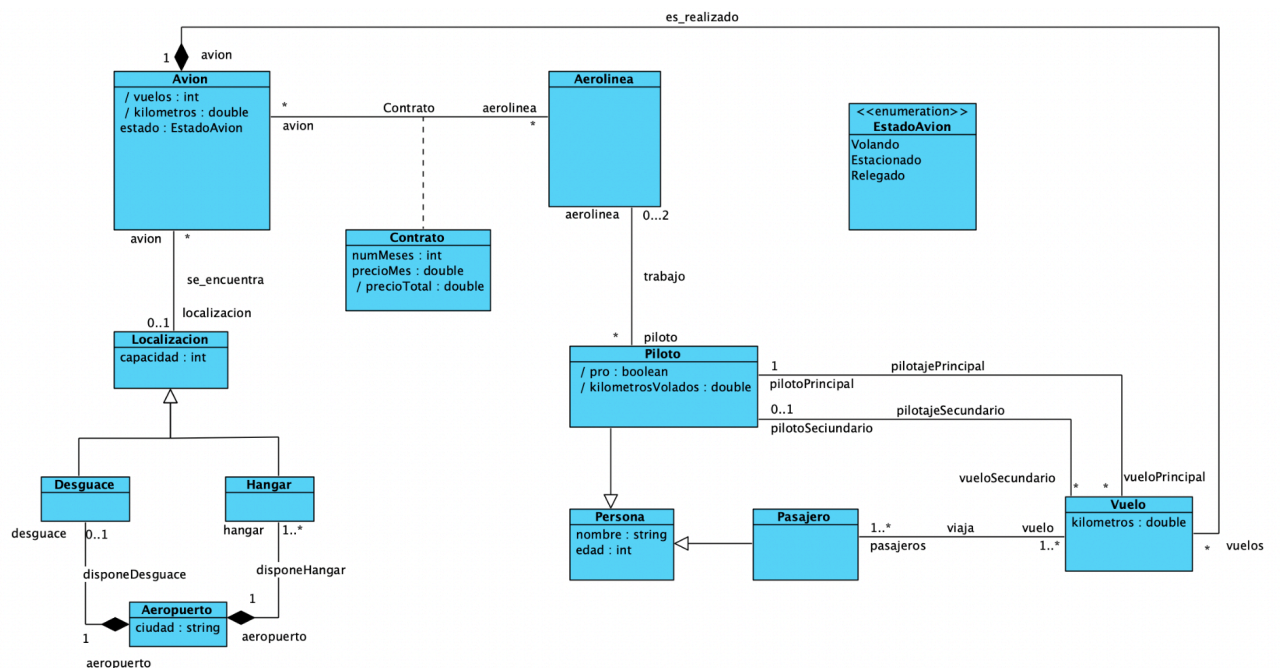 es_realizado
1
avion
Avion
/ vuelos : int
/ kilometros : double
estado : EstadoAvion
*
avion
Contrato
aerolinea
*
Aerolinea
<<enumeration>>
EstadoAvion
Volando
Estacionado
Relegado
aerolinea
0...2
avion
*
Contrato
numMeses : int
precioMes : double
/ precioTotal : double
se_encuentra
trabajo
localizacion
0..1
Localizacion
capacidad : int
*
piloto
Piloto
/ pro : boolean
/ kilometrosVolados : double
1
pilotajePrincipal
pilotoPrincipal
0..1
pilotajeSecundario
pilotoSeciundario
vueloSecundario
*
*
vueloPrincipal
Desguace
Hangar
desguace
0..1
hangar
1..*
Persona
nombre : string
edad : int
Pasajero
1..*
viaja
vuelo
pasajeros
1..*
Vuelo
kilometros : double
*
vuelos
disponeDesguace
disponeHangar
1
Aeropuerto
ciudad : string
1
aeropuerto
aeropuerto